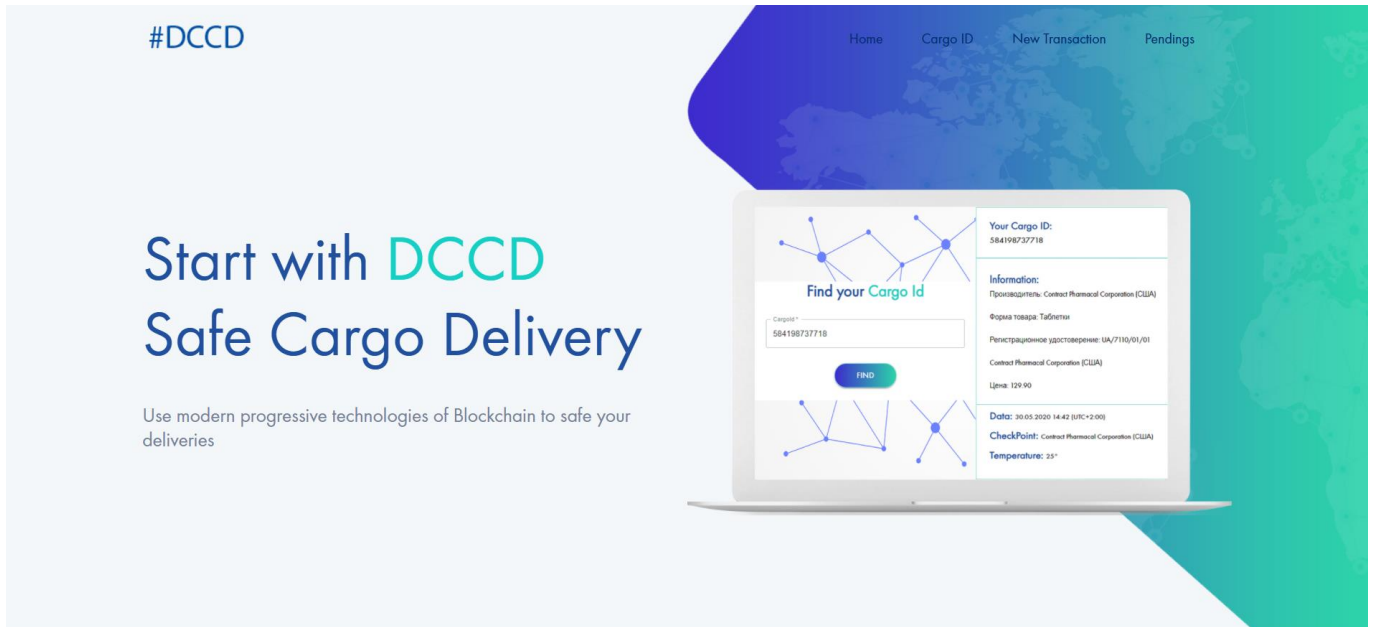 #DCCD
Home Cargo ID New Transaction Pendings
Start with DCCD
Safe Cargo Delivery
Use modern progressive technologies of Blockchain to safe your
deliveries
Find your Cargo Id
CargoId *
584198737718
FIND
Your Cargo ID:
584198737718
Information:
Производитель: Contract Pharmacal Corporation (США)
Форма товара: Таблетки
Регистрационное удостоверение: UA/7110/01/01
Contract Pharmacal Corporation (США)
Цена: 129.90
Data: 30.05.2020 14:42 (UTC+2:00)
CheckPoint: Contract Pharmacal Corporation (США)
Temperature: 25°